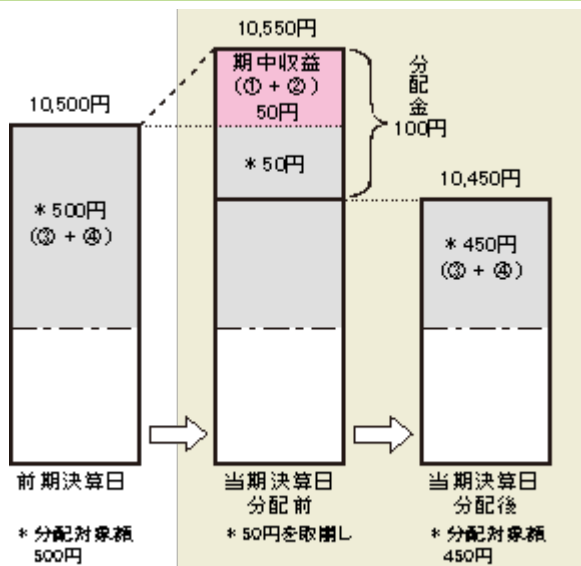 10,550円
期中収益
(①+②)
50円
分配金
100円
10,500円
*50円
10,450円
*500円
(③+④)
*450円
(③+④)
前期決算日
当期決算日
分配前
当期決算日
分配後
*分配対象額
500円
*50円を取崩し
*分配対象額
450円